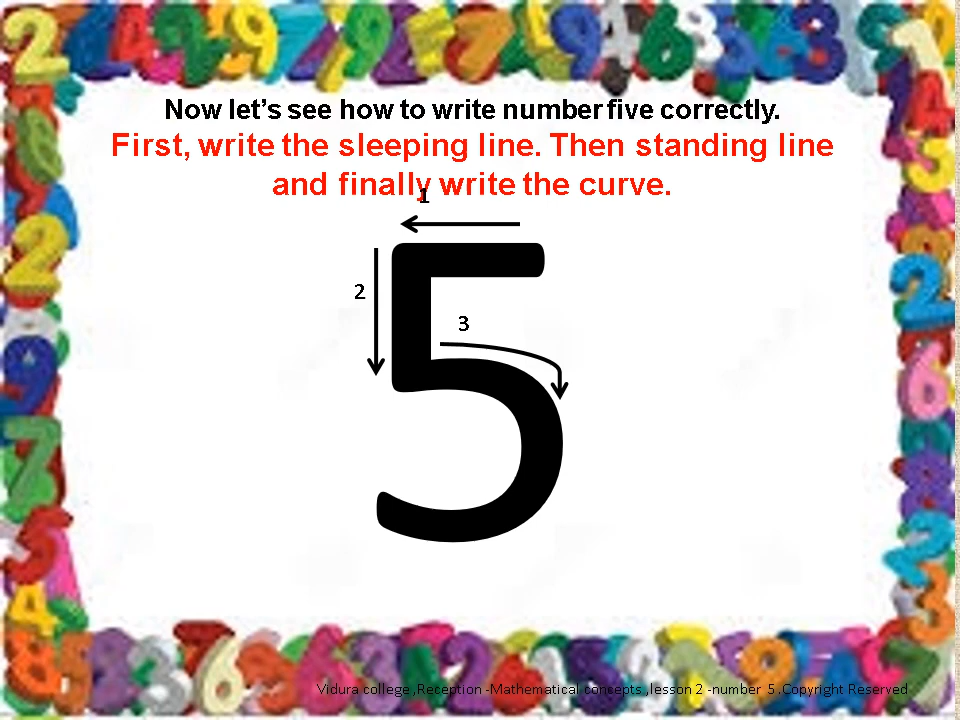 Now let's see how to write number five correctly.
First, write the sleeping line. Then standing line
and finally write the curve.
1
2
3
5
Vidura college ,Reception -Mathematical concepts ,lesson 2 -number 5 .Copyright Reserved